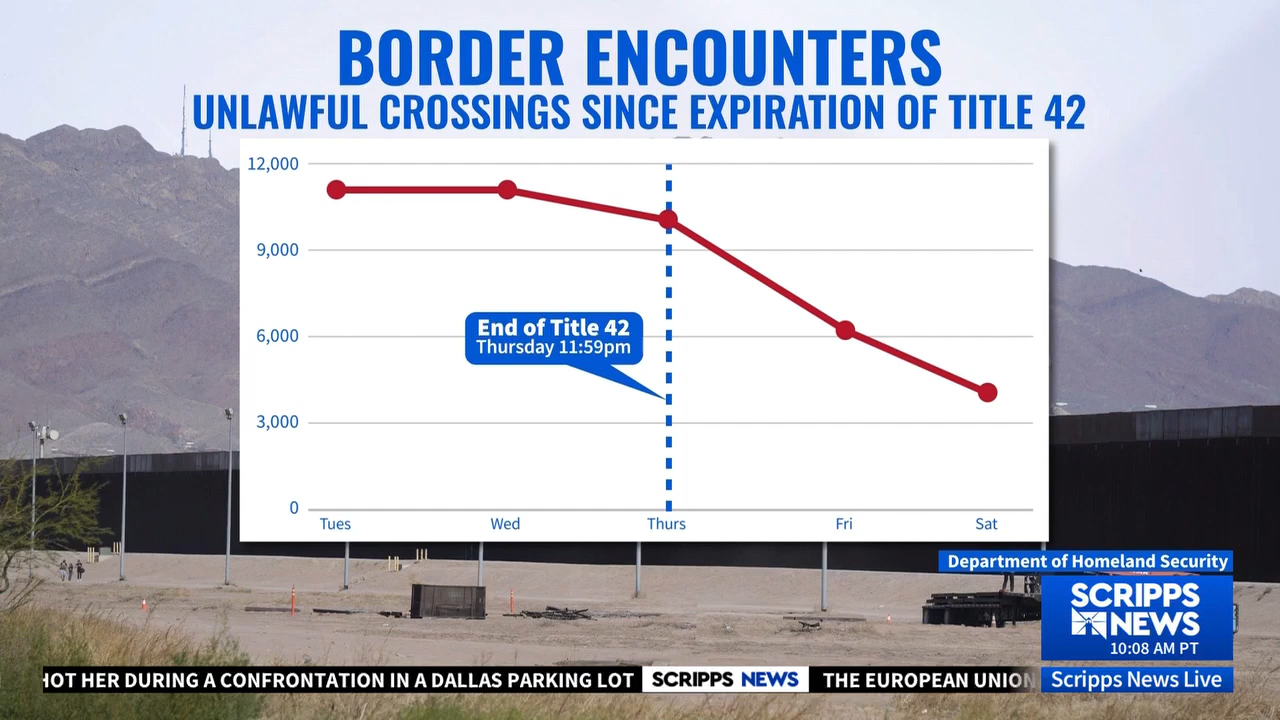 BORDER ENCOUNTERS
UNLAWFUL CROSSINGS SINCE EXPIRATION OF TITLE 42
12,000
9,000
6,000
3,000
0
End of Title 42
Thursday 11:59pm
Tues
Wed
Thurs
Fri
Sat
Department of Homeland Security
SCRIPPS
NEWS
10:08 AM PT
HOT HER DURING A CONFRONTATION IN A DALLAS PARKING LOT SCRIPPS NEWS THE EUROPEAN UNION
Scripps News Live